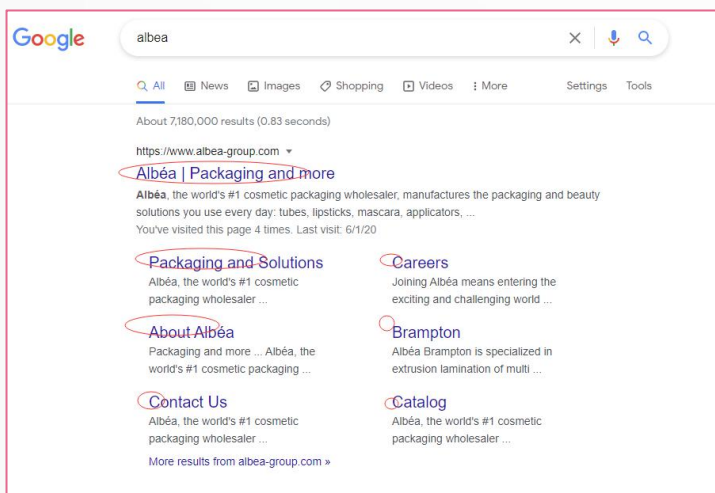 Google
albea
All News Images Shopping Videos More Settings Tools
About 7,180,000 results (0.83 seconds)
https://www.albea-group.com
Albéa | Packaging and more
Albéa, the world's #1 cosmetic packaging wholesaler, manufactures the packaging and beauty
solutions you use every day: tubes, lipsticks, mascara, applicators, ...
You've visited this page 4 times. Last visit: 6/1/20
Packaging and Solutions
Albéa, the world's #1 cosmetic
packaging wholesaler ...
Careers
Joining Albéa means entering the
exciting and challenging world ...
About Albéa
Packaging and more ... Albéa, the
world's #1 cosmetic packaging ...
Brampton
Albéa Brampton is specialized in
extrusion lamination of multi ...
Contact Us
Albéa, the world's #1 cosmetic
packaging wholesaler ...
Catalog
Albéa, the world's #1 cosmetic
packaging wholesaler ...
More results from albea-group.com »